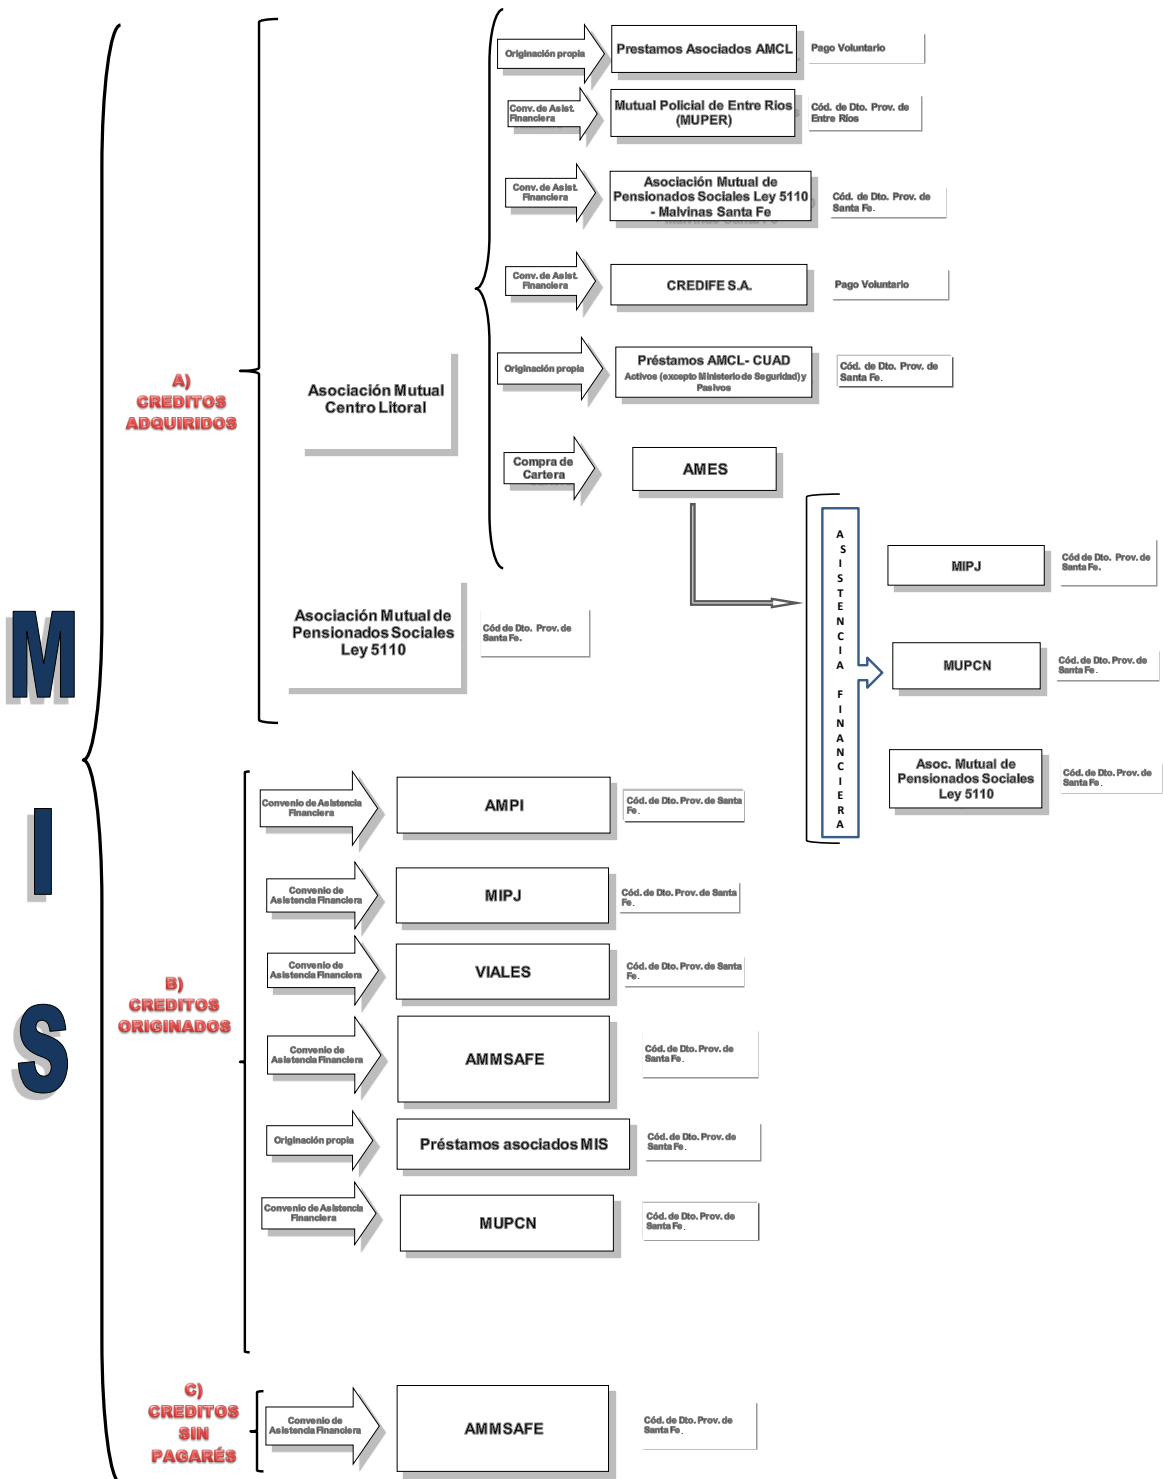 M
I
S
A)
CREDITOS
ADQUIRIDOS
Asociación Mutual
Centro Litoral
Originación propia
Prestamos Asociados AMCL
Pago Voluntario
Conv. de Asist.
Financiera
Mutual Policial de Entre Rios
(MUPER)
Cód. de Dto. Prov. de
Entre Ríos
Conv. de Asist.
Financiera
Asociación Mutual de
Pensionados Sociales Ley 5110
- Malvinas Santa Fe
Cód. de Dto. Prov. de
Santa Fe.
Conv. de Asist.
Financiera
CREDIFE S.A.
Pago Voluntario
Originación propia
Préstamos AMCL- CUAD
Activos (excepto Ministerio de Seguridad) y
Pasivos
Cód. de Dto. Prov. de
Santa Fe.
Compra de
Cartera
AMES
ASISTENCIA FINANCIERA
MIPJ
Cód de Dto. Prov. de
Santa Fe.
MUPCN
Cód. de Dto. Prov. de
Santa Fe.
Asoc. Mutual de
Pensionados Sociales
Ley 5110
Cód. de Dto. Prov. de
Santa Fe.
Asociación Mutual de
Pensionados Sociales
Ley 5110
Cód de Dto. Prov. de
Santa Fe.
B)
CREDITOS
ORIGINADOS
Convenio de Asistencia
Financiera
AMPI
Cód. de Dto. Prov. de Santa
Fe.
Convenio de
Asistencia Financiera
MIPJ
Cód. de Dto. Prov. de Santa
Fe.
Convenio de
Asistencia Financiera
VIALES
Cód. de Dto. Prov. de Santa
Fe.
Convenio de
Asistencia Financiera
AMMSAFE
Cód. de Dto. Prov. de
Santa Fe.
Originación propia
Préstamos asociados MIS
Cód. de Dto. Prov. de
Santa Fe.
Convenio de Asistencia
Financiera
MUPCN
Cód. de Dto. Prov. de
Santa Fe.
C)
CREDITOS
SIN
PAGARÉS
Convenio de
Asistencia Financiera
AMMSAFE
Cód. de Dto. Prov. de
Santa Fe.